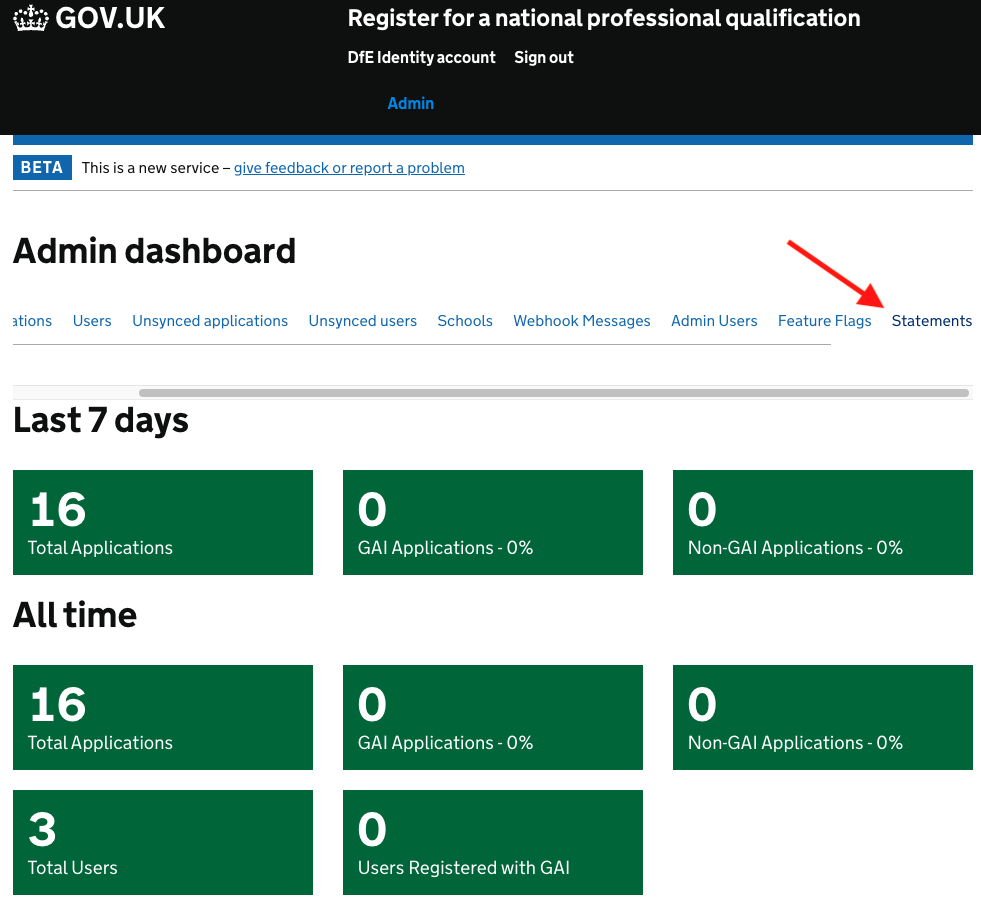 GOV.UK
Register for a national professional qualification
DfE Identity account Sign out
Admin
BETA This is a new service – give feedback or report a problem
Admin dashboard
ations Users Unsynced applications Unsynced users Schools Webhook Messages Admin Users Feature Flags Statements
Last 7 days
16
Total Applications
0
GAI Applications - 0%
0
Non-GAI Applications - 0%
All time
16
Total Applications
0
GAI Applications - 0%
0
Non-GAI Applications - 0%
3
Total Users
0
Users Registered with GAI